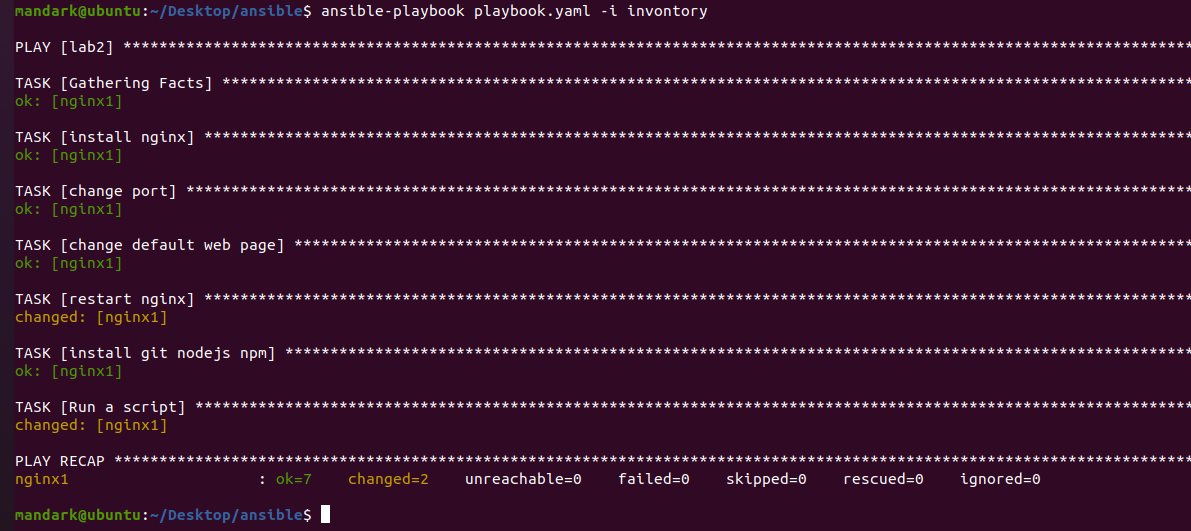 mandark@ubuntu:~/Desktop/ansible$ ansible-playbook playbook.yaml -i invontory
PLAY [lab2] ***********************************************************************************************************************
TASK [Gathering Facts] ************************************************************************************************************
ok: [nginx1]
TASK [install nginx] **************************************************************************************************************
ok: [nginx1]
TASK [change port] ****************************************************************************************************************
ok: [nginx1]
TASK [change default web page] ****************************************************************************************************
ok: [nginx1]
TASK [restart nginx] **************************************************************************************************************
changed: [nginx1]
TASK [install git nodejs npm] *****************************************************************************************************
ok: [nginx1]
TASK [Run a script] ***************************************************************************************************************
changed: [nginx1]
PLAY RECAP ************************************************************************************************************************
nginx1                     : ok=7    changed=2    unreachable=0    failed=0    skipped=0    rescued=0    ignored=0
mandark@ubuntu:~/Desktop/ansible$